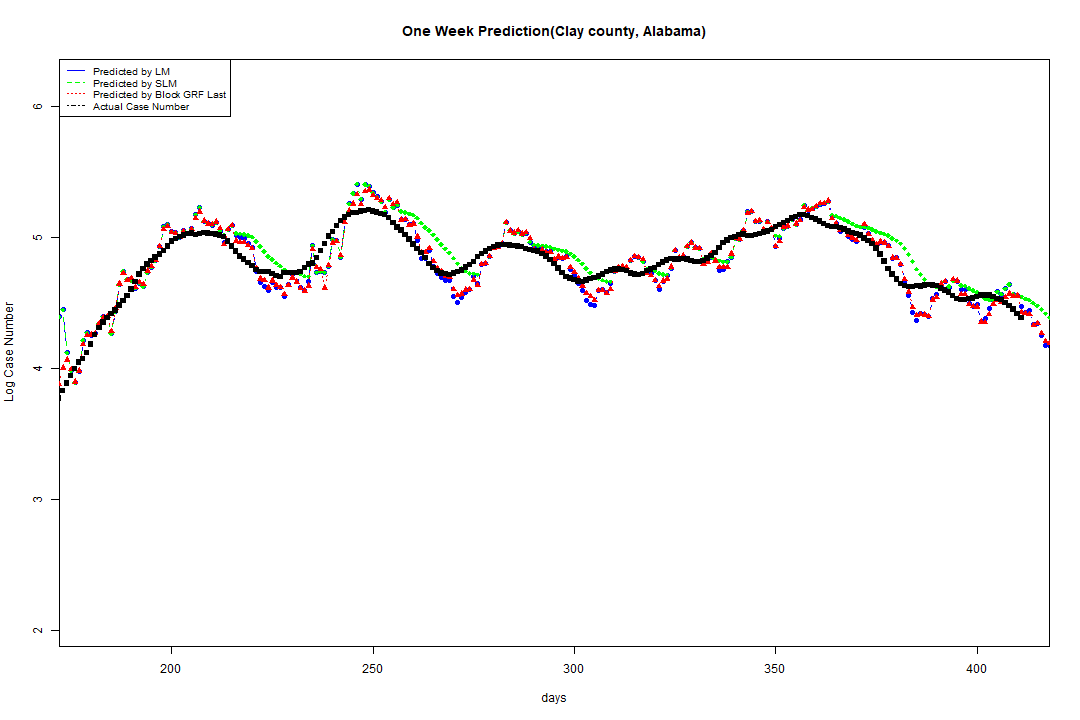 One Week Prediction(Clay county, Alabama)
Predicted by LM
Predicted by SLM
Predicted by Block GRF Last
Actual Case Number
6
5
4
3
2
Log Case Number
200 250 300 350 400
days